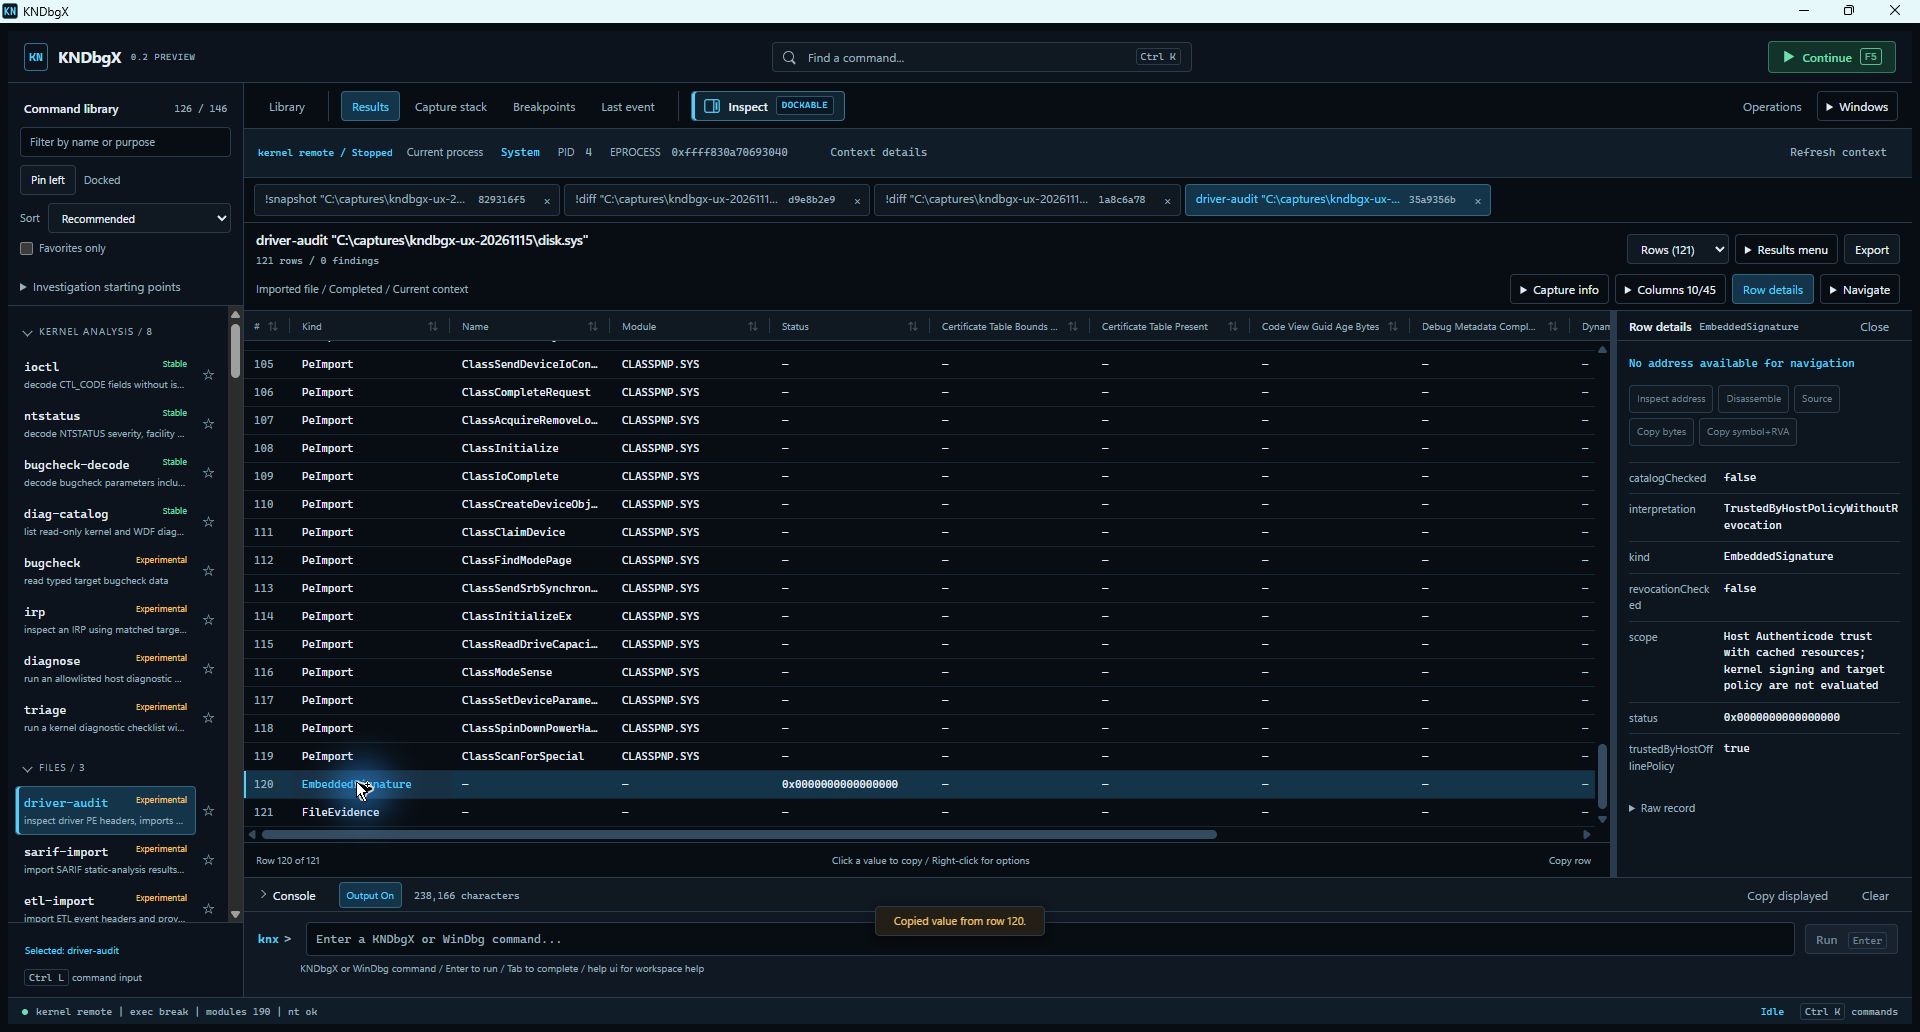 KN KNDbgX
KN KNDbgX 0.2 PREVIEW
Find a command... Ctrl K
Continue F5
Command library 126 / 146
Filter by name or purpose
Pin left Docked
Sort Recommended
Favorites only
Investigation starting points
KERNEL ANALYSIS / 8
ioctl Stable
decode CTL_CODE fields without is...
ntstatus Stable
decode NTSTATUS severity, facility ...
bugcheck-decode Stable
decode bugcheck parameters inclu...
diag-catalog Stable
list read-only kernel and WDF diag...
bugcheck Experimental
read typed target bugcheck data
irp Experimental
inspect an IRP using matched targe...
diagnose Experimental
run an allowlisted host diagnostic ...
triage Experimental
run a kernel diagnostic checklist wi...
FILES / 3
driver-audit Experimental
inspect driver PE headers, imports ...
sarif-import Experimental
import SARIF static-analysis results...
etl-import Experimental
import ETL event headers and prov...
Selected: driver-audit
Ctrl L command input
Library Results Capture stack Breakpoints Last event Inspect DOCKABLE Operations Windows
kernel remote / Stopped Current process System PID 4 EPROCESS 0xffff830a70693040 Context details Refresh context
!snapshot "C:\captures\kndbgx-ux-2... 829316f5 × !diff "C:\captures\kndbgx-ux-2026111... d9e8b2e9 × !diff "C:\captures\kndbgx-ux-2026111... 1a8c6a78 × driver-audit "C:\captures\kndbgx-ux-... 35a9356b ×
driver-audit "C:\captures\kndbgx-ux-20261115\disk.sys"
121 rows / 0 findings
Rows (121) Results menu Export
Imported file / Completed / Current context
Capture info Columns 10/45 Row details Navigate
# Kind Name Module Status Certificate Table Bounds ... Certificate Table Present Code View Guid Age Bytes Debug Metadata Compl... Dynam
105 PeImport ClassSendDeviceIoCon… CLASSPNP.SYS — — — — — —
106 PeImport ClassCompleteRequest CLASSPNP.SYS — — — — — —
107 PeImport ClassAcquireRemoveLo… CLASSPNP.SYS — — — — — —
108 PeImport ClassInitialize CLASSPNP.SYS — — — — — —
109 PeImport ClassIoComplete CLASSPNP.SYS — — — — — —
110 PeImport ClassCreateDeviceObj… CLASSPNP.SYS — — — — — —
111 PeImport ClassClaimDevice CLASSPNP.SYS — — — — — —
112 PeImport ClassFindModePage CLASSPNP.SYS — — — — — —
113 PeImport ClassSendSrbSynchron… CLASSPNP.SYS — — — — — —
114 PeImport ClassInitializeEx CLASSPNP.SYS — — — — — —
115 PeImport ClassReadDriveCapaci… CLASSPNP.SYS — — — — — —
116 PeImport ClassModeSense CLASSPNP.SYS — — — — — —
117 PeImport ClassSetDeviceParame… CLASSPNP.SYS — — — — — —
118 PeImport ClassSpinDownPowerHa… CLASSPNP.SYS — — — — — —
119 PeImport ClassScanForSpecial CLASSPNP.SYS — — — — — —
120 EmbeddedSignature — — 0x0000000000000000 — — — — —
121 FileEvidence — — — — — — — —
Row 120 of 121 Click a value to copy / Right-click for options Copy row
Row details EmbeddedSignature Close
No address available for navigation
Inspect address Disassemble Source
Copy bytes Copy symbol+RVA
catalogChecked false
interpretation TrustedByHostPolicyWithoutR
evocation
kind EmbeddedSignature
revocationCheck false
ed
scope Host Authenticode trust
with cached resources;
kernel signing and target
policy are not evaluated
status 0x0000000000000000
trustedByHostOff true
linePolicy
Raw record
Console Output On 238,166 characters Copy displayed Clear
Copied value from row 120.
knx > Enter a KNDbgX or WinDbg command... Run Enter
KNDbgX or WinDbg command / Enter to run / Tab to complete / help ui for workspace help
kernel remote | exec break | modules 190 | nt ok Idle Ctrl K commands